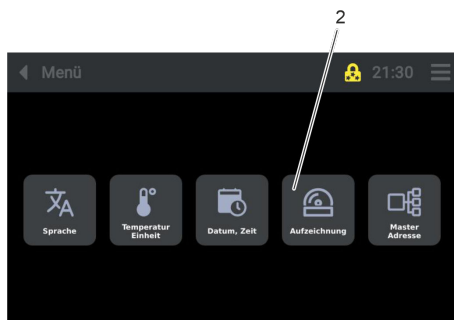 2
Menü
21:30
Sprache
Temperatur
Einheit
Datum, Zeit
Aufzeichnung
Master
Adresse